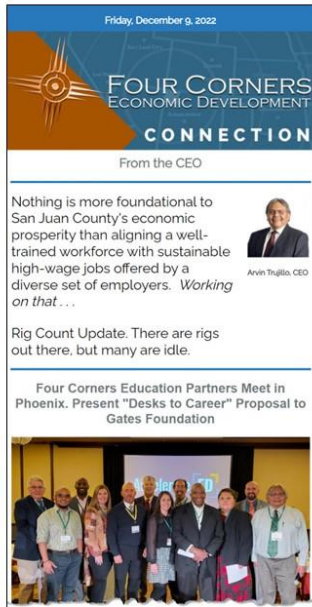 Friday, December 9, 2022
FOUR CORNERS
ECONOMIC DEVELOPMENT
CONNECTION
From the CEO
Nothing is more foundational to
San Juan County's economic
prosperity than aligning a well-
trained workforce with sustainable
high-wage jobs offered by a
diverse set of employers. Working
on that . . .
Arvin Trujillo, CEO
Rig Count Update. There are rigs
out there, but many are idle.
Four Corners Education Partners Meet in
Phoenix. Present "Desks to Career" Proposal to
Gates Foundation